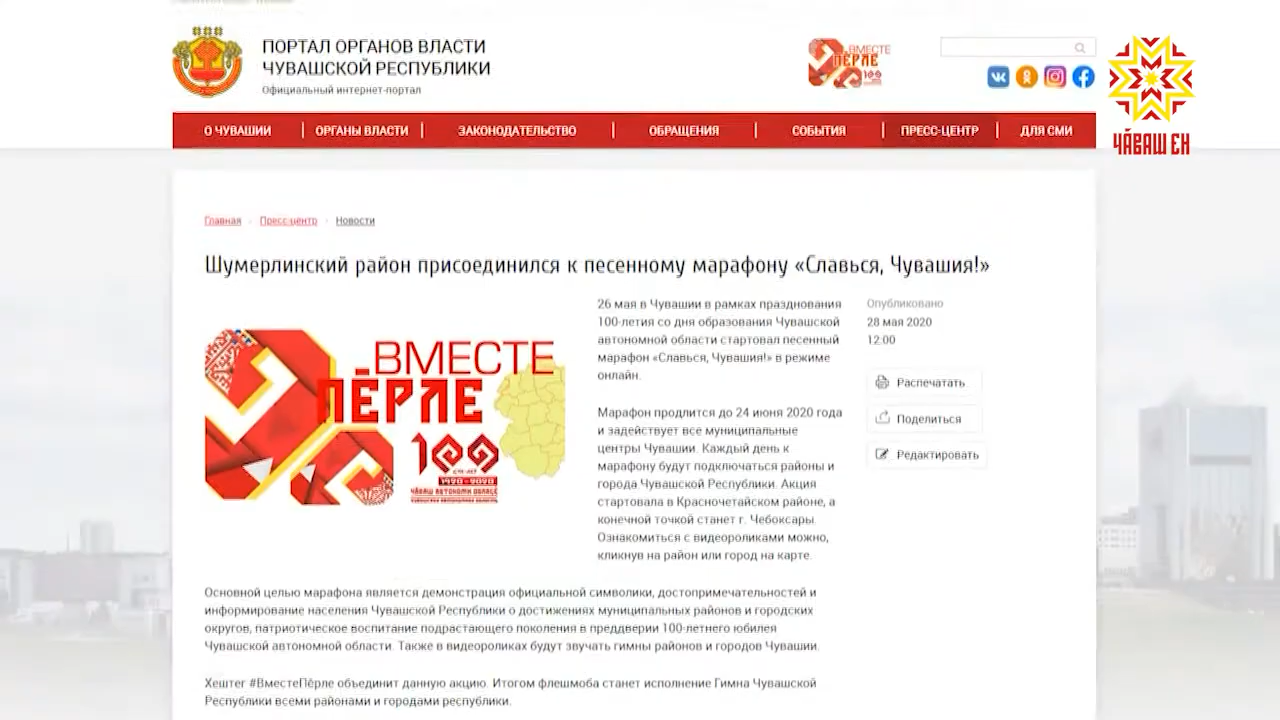 ПОРТАЛ ОРГАНОВ ВЛАСТИ
ЧУВАШСКОЙ РЕСПУБЛИКИ
Официальный интернет-портал
ВМЕСТЕ
ПĔРЛЕ
100
ЧӐВАШ ЕН
О ЧУВАШИИ
ОРГАНЫ ВЛАСТИ
ЗАКОНОДАТЕЛЬСТВО
ОБРАЩЕНИЯ
СОБЫТИЯ
ПРЕСС-ЦЕНТР
ДЛЯ СМИ
Главная
Пресс-центр
Новости
Шумерлинский район присоединился к песенному марафону «Славься, Чувашия!»
ВМЕСТЕ
ПĔРЛЕ
100
1920-2020
ЧӐВАШ АВТОНОМИ ОБЛАҪӖ
26 мая в Чувашии в рамках празднования
100-летия со дня образования Чувашской
автономной области стартовал песенный
марафон «Славься, Чувашия!» в режиме
онлайн.
Марафон продлится до 24 июня 2020 года
и задействует все муниципальные
центры Чувашии. Каждый день к
марафону будут подключаться районы и
города Чувашской Республики. Акция
стартовала в Красночетайском районе, а
конечной точкой станет г. Чебоксары.
Ознакомиться с видеороликами можно,
кликнув на район или город на карте.
Опубликовано
28 мая 2020
12:00
Распечатать
Поделиться
Редактировать
Основной целью марафона является демонстрация официальной символики, достопримечательностей и
информирование населения Чувашской Республики о достижениях муниципальных районов и городских
округов, патриотическое воспитание подрастающего поколения в преддверии 100-летнего юбилея
Чувашской автономной области. Также в видеороликах будут звучать гимны районов и городов Чувашии.
Хештег #ВместеПĕрле объединит данную акцию. Итогом флешмоба станет исполнение Гимна Чувашской
Республики всеми районами и городами республики.